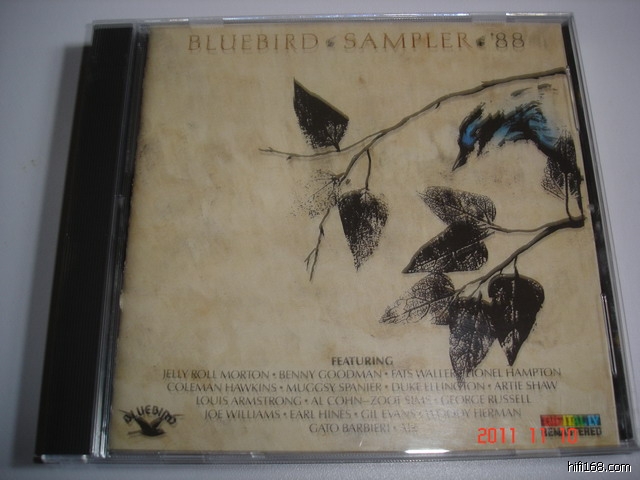 BLUEBIRD • SAMPLER • '88
FEATURING
JELLY ROLL MORTON • BENNY GOODMAN • FATS WALLER • LIONEL HAMPTON
COLEMAN HAWKINS • MUGGSY SPANIER • DUKE ELLINGTON • ARTIE SHAW
LOUIS ARMSTRONG • AL COHN–ZOOT SIMS • GEORGE RUSSELL
JOE WILLIAMS • EARL HINES • GIL EVANS • WOODY HERMAN
GATO BARBIERI •
BLUEBIRD
DIGITALLY
REMASTERED
2011 11 10
hifi168.com